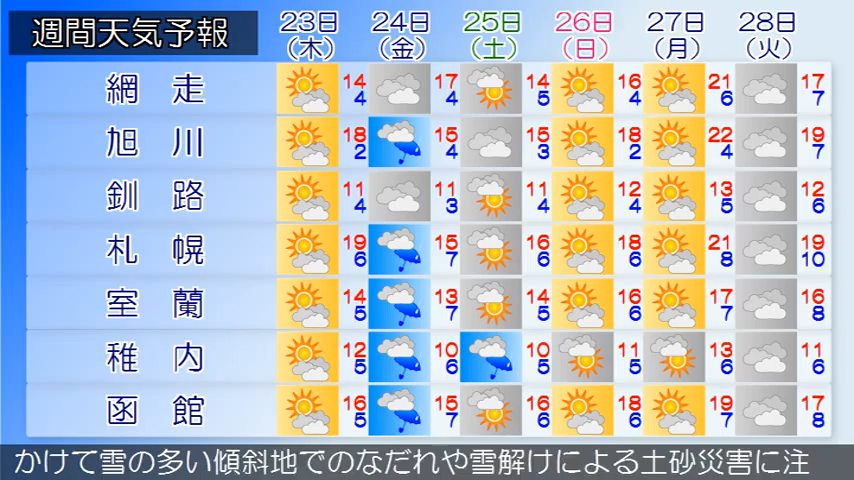 週間天気予報
23日 24日 25日 26日 27日 28日
(木) (金) (土) (日) (月) (火)
網走 14 4 17 4 14 5 16 4 21 6 17 7
旭川 18 2 15 4 15 3 18 2 22 4 19 7
釧路 11 4 11 3 11 4 12 4 13 5 12 6
札幌 19 6 15 7 16 6 18 6 21 8 19 10
室蘭 14 5 13 7 14 5 16 6 17 7 16 8
稚内 12 5 10 6 10 5 11 5 13 6 11 6
函館 16 5 15 7 16 6 18 6 19 7 17 8
かけて雪の多い傾斜地でのなだれや雪解けによる土砂災害に注